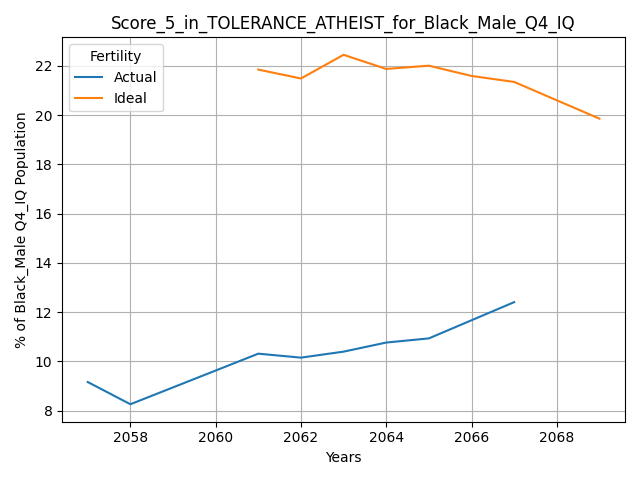 Score_5_in_TOLERANCE_ATHEIST_for_Black_Male_Q4_IQ
Fertility
Actual
Ideal
% of Black_Male Q4_IQ Population
22
20
18
16
14
12
10
8
2058 2060 2062 2064 2066 2068
Years